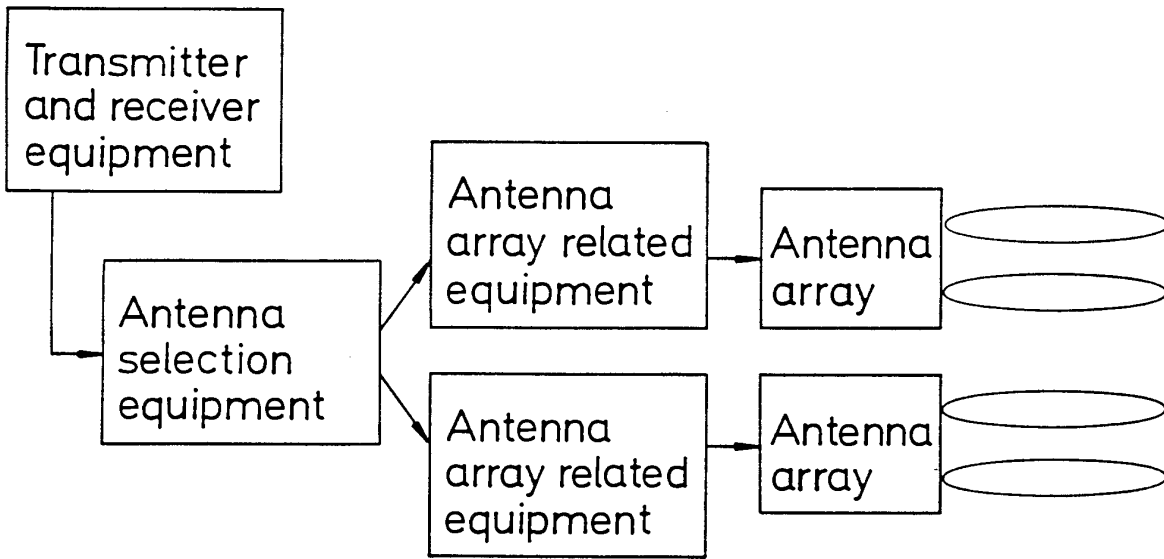 Transmitter
and receiver
equipment
Antenna
selection
equipment
Antenna
array related
equipment
Antenna
array
Antenna
array related
equipment
Antenna
array